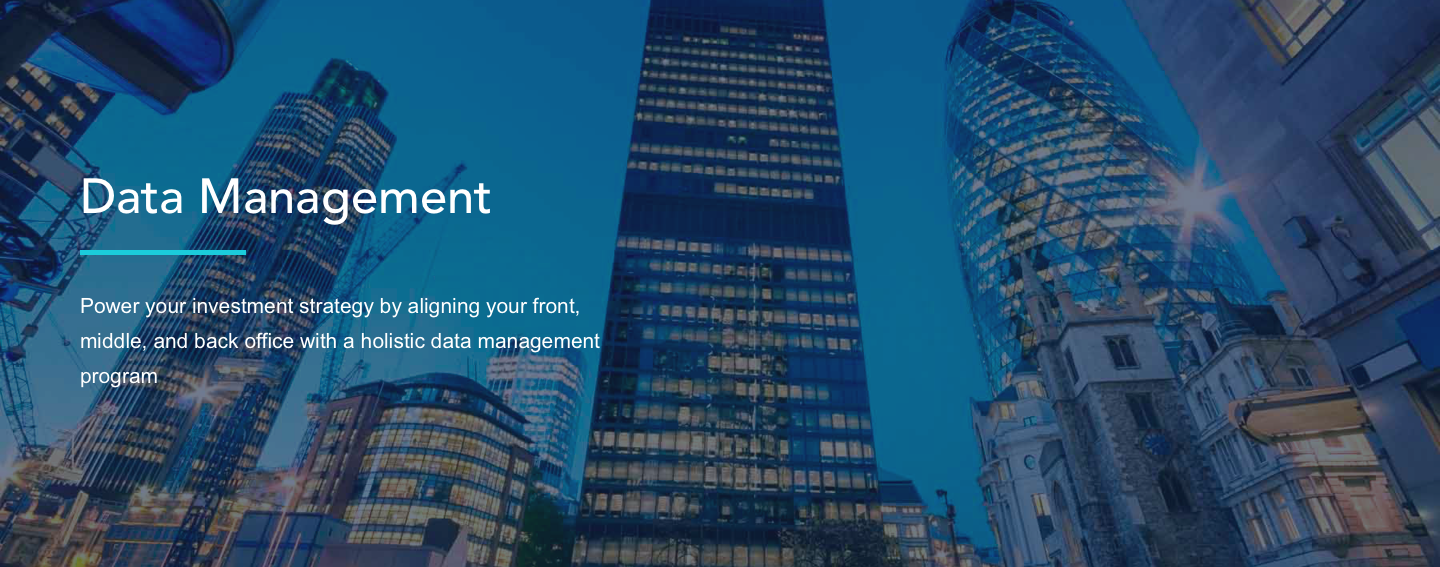 Data Management
Power your investment strategy by aligning your front,
middle, and back office with a holistic data management
program